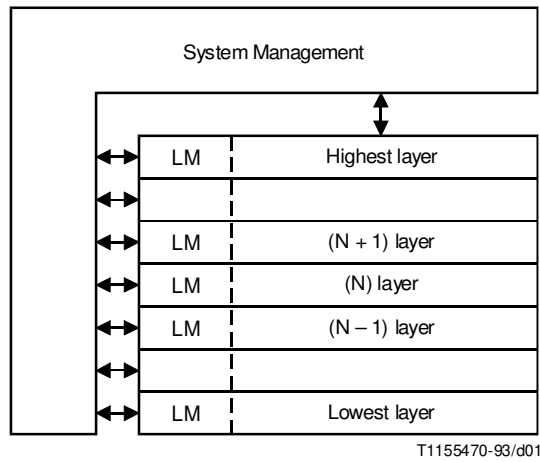 System Management
LM Highest layer
LM (N + 1) layer
LM (N) layer
LM (N – 1) layer
LM Lowest layer
T1155470-93/d01